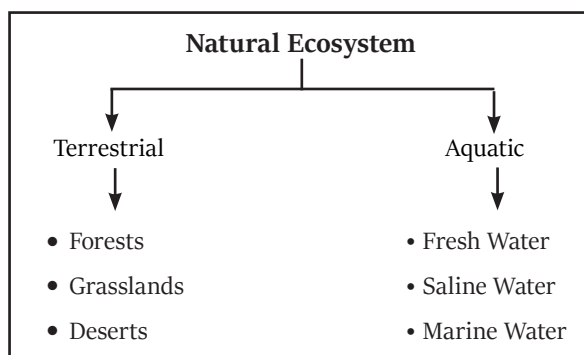 Natural Ecosystem
Terrestrial
Aquatic
• Forests
• Grasslands
• Deserts
• Fresh Water
• Saline Water
• Marine Water